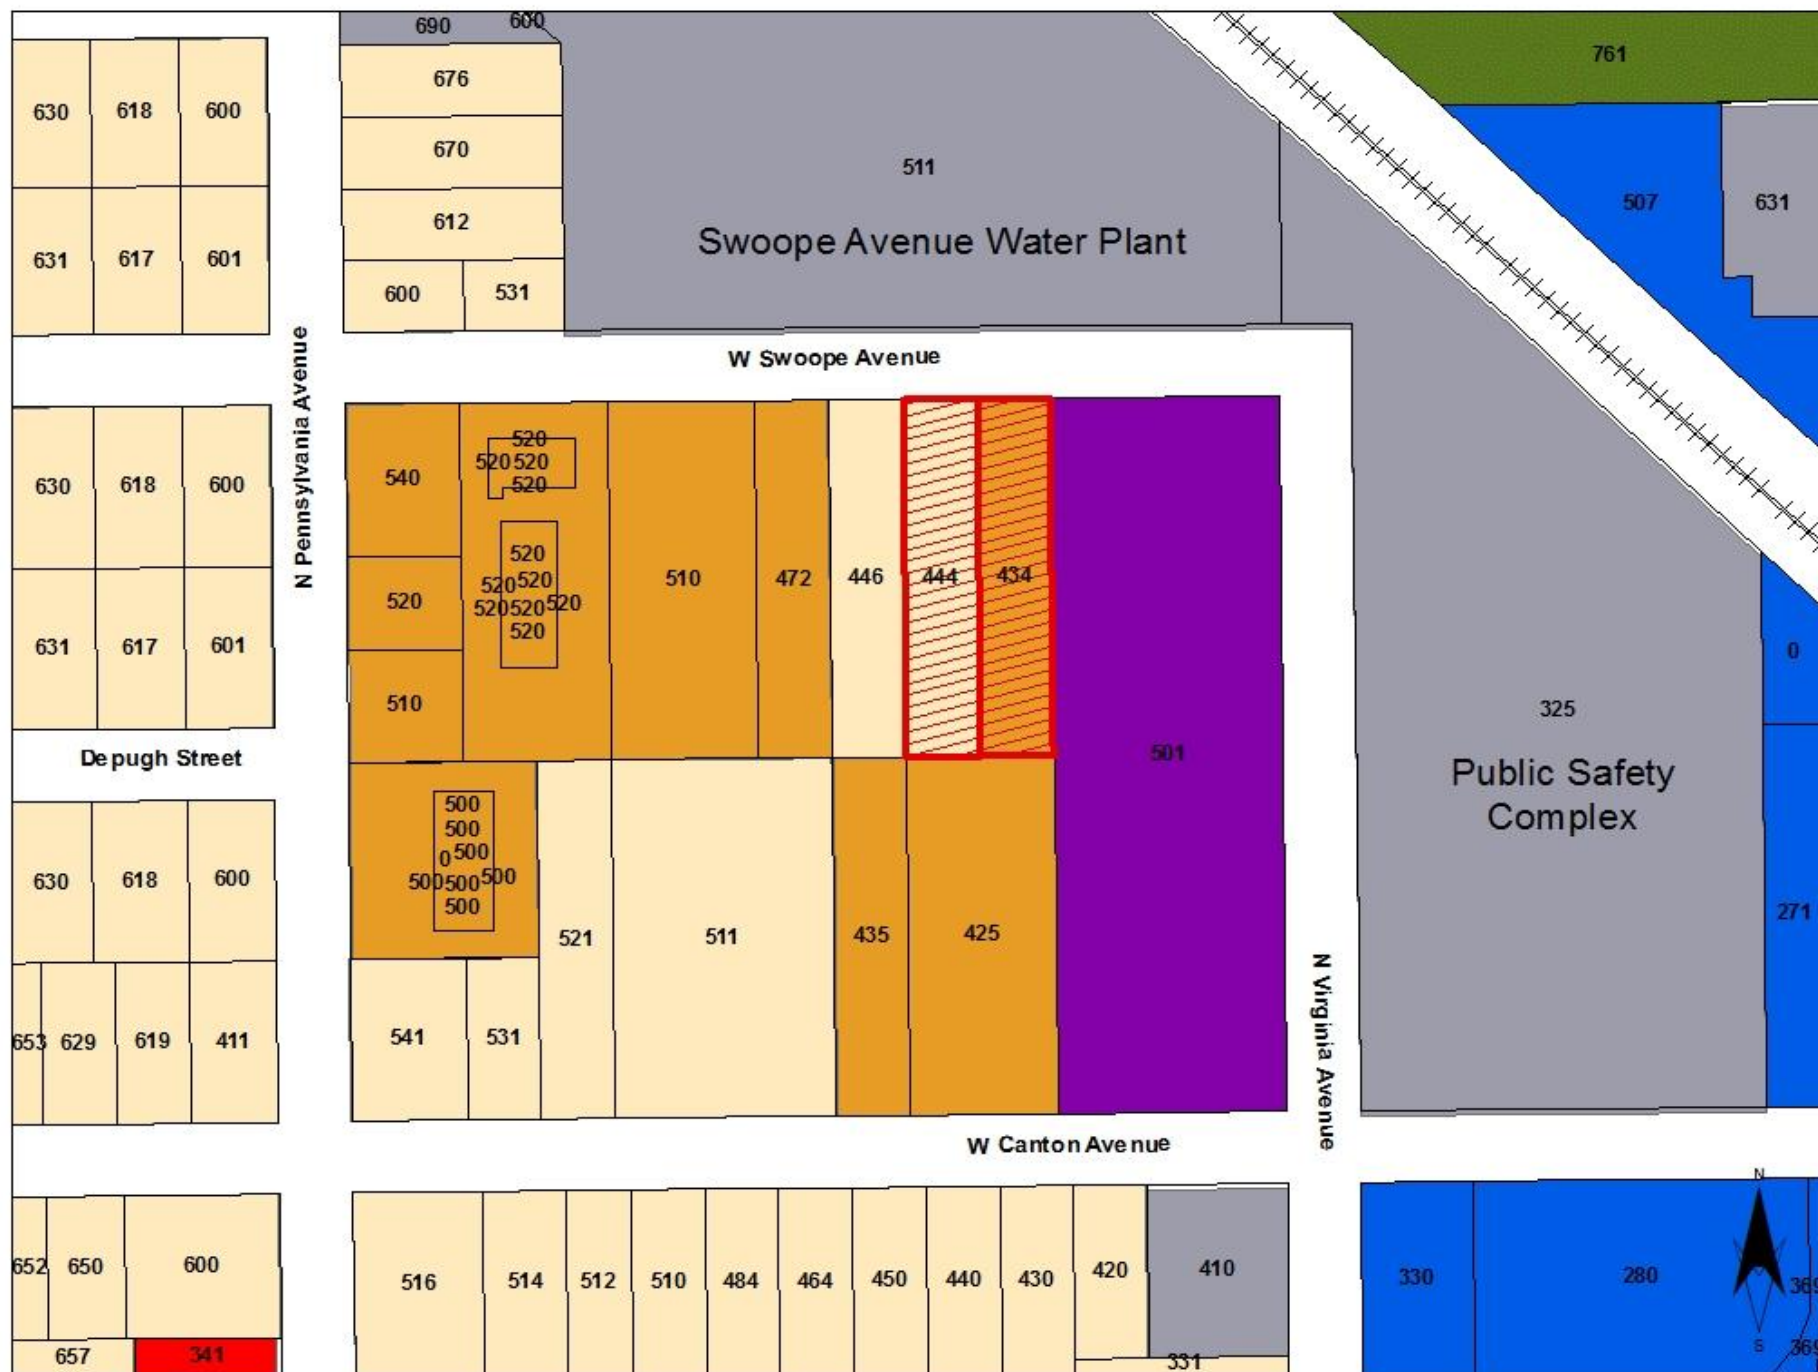 690 600
761
676
630 618 600
670
511
507 631
612
Swoope Avenue Water Plant
631 617 601
600 531
N Pennsylvania Avenue
W Swoope Avenue
520
520 520
520
540
630 618 600
520
520 520
520 520 520
520
510 472 446 444 434
520
631 617 601
0
510
325
Depugh Street
501
Public Safety
Complex
500
500
0 500
500 500 500
500
630 618 600
271
521 511 435 425
N Virginia Avenue
653 629 619 411
541 531
W Canton Avenue
N
652 650 600
516 514 512 510 484 464 450 440 430 420 410
330 280
S
657 341
331